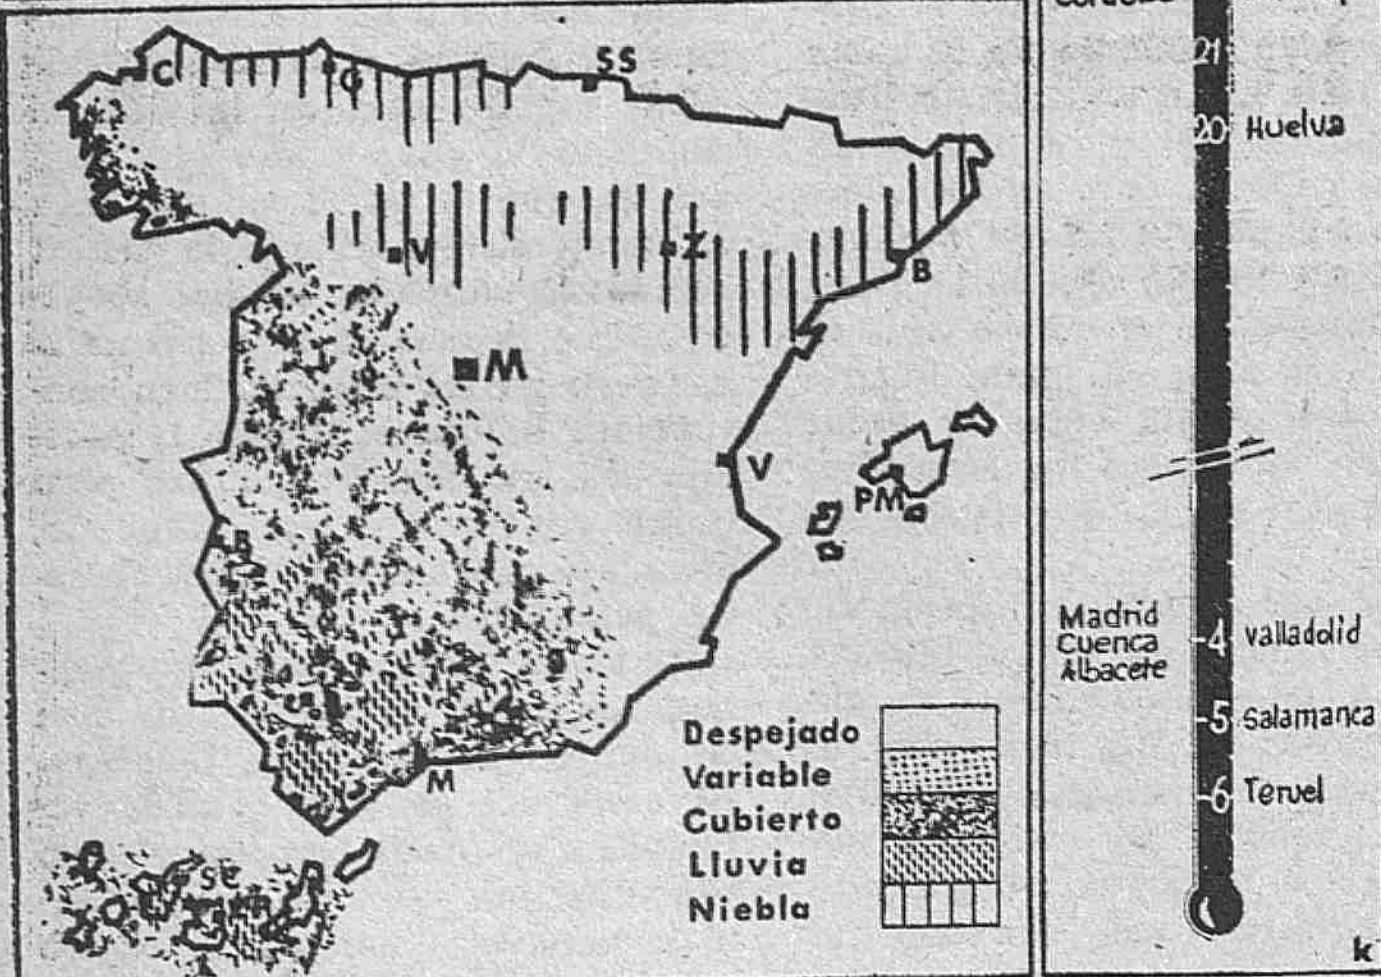 C
G
SS
V
Z
B
M
V
PM
B
S
M
SC
Despejado
Variable
Cubierto
Lluvia
Niebla
21
20 Huelva
Madrid
Cuenca
Albacete
-4 Valladolid
-5 Salamanca
-6 Teruel
k